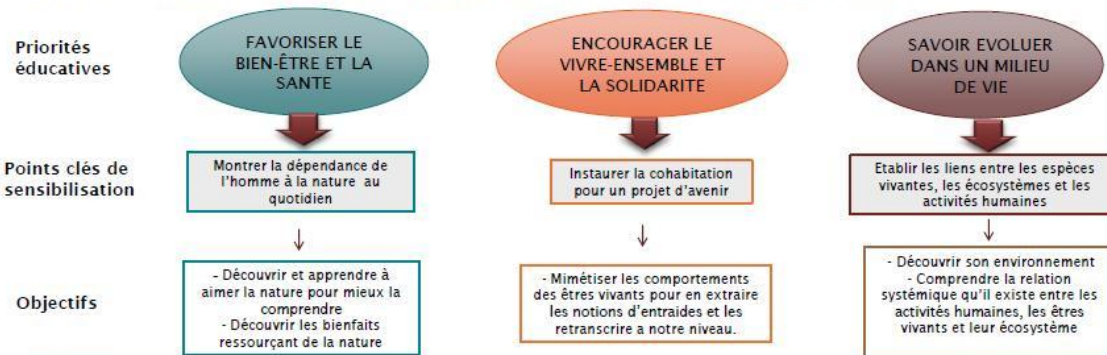 Priorités
éducatives
FAVORISER LE
BIEN-ÊTRE ET LA
SANTE
ENCOURAGER LE
VIVRE-ENSEMBLE ET
LA SOLIDARITE
SAVOIR EVOLUER
DANS UN MILIEU
DE VIE
Points clés de
sensibilisation
Montrer la dépendance de
l'homme à la nature au
quotidien
Instaurer la cohabitation
pour un projet d'avenir
Etablir les liens entre les espèces
vivantes, les écosystèmes et les
activités humaines
Objectifs
- Découvrir et apprendre à
aimer la nature pour mieux la
comprendre
- Découvrir les bienfaits
ressourçant de la nature
- Mimétiser les comportements
des êtres vivants pour en extraire
les notions d'entraides et les
retranscrire a notre niveau.
- Découvrir son environnement
- Comprendre la relation
systémique qu'il existe entre les
activités humaines, les êtres
vivants et leur écosystème